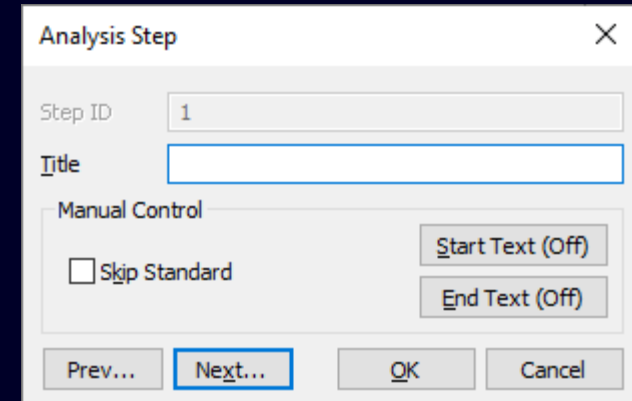 Analysis Step
Step ID 1
Title
Manual Control
Skip Standard
Start Text (Off)
End Text (Off)
Prev... Next... OK Cancel